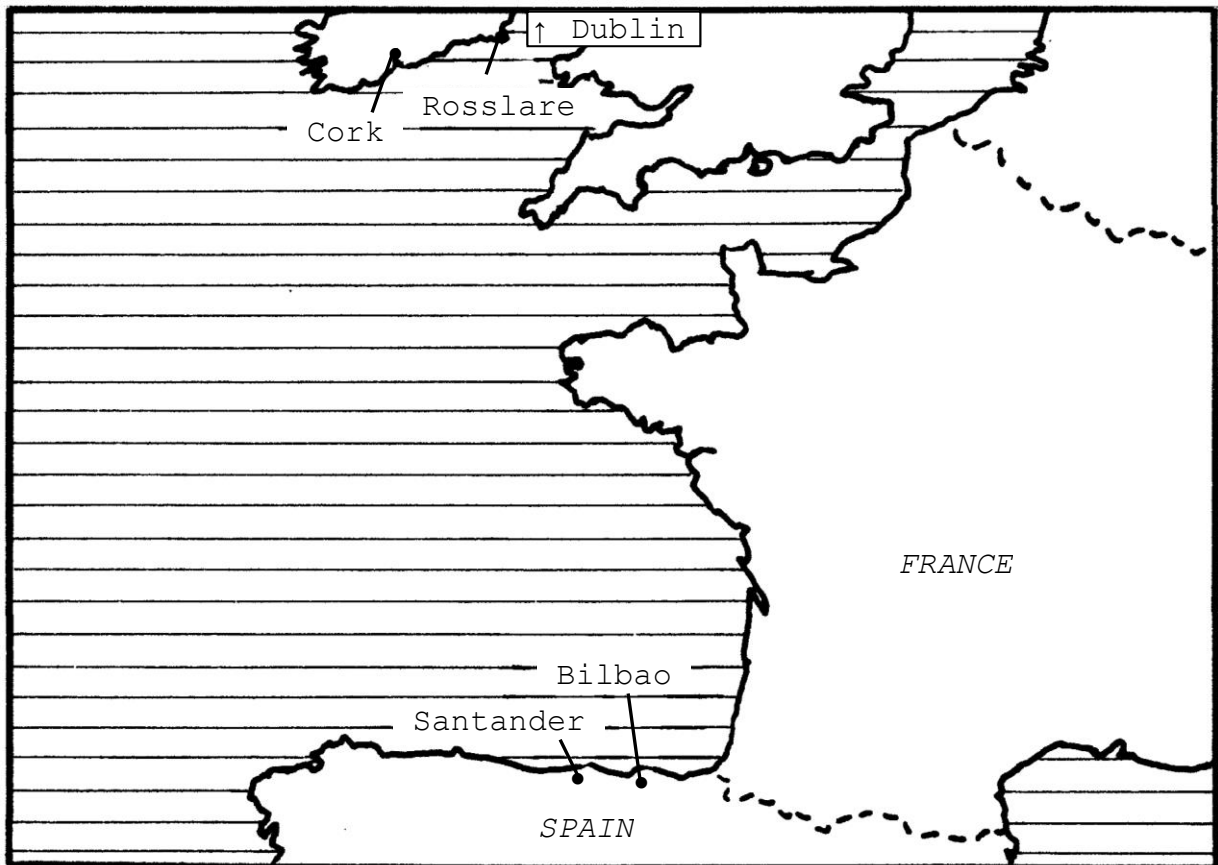 ↑ Dublin
Rosslare
Cork
FRANCE
Bilbao
Santander
SPAIN